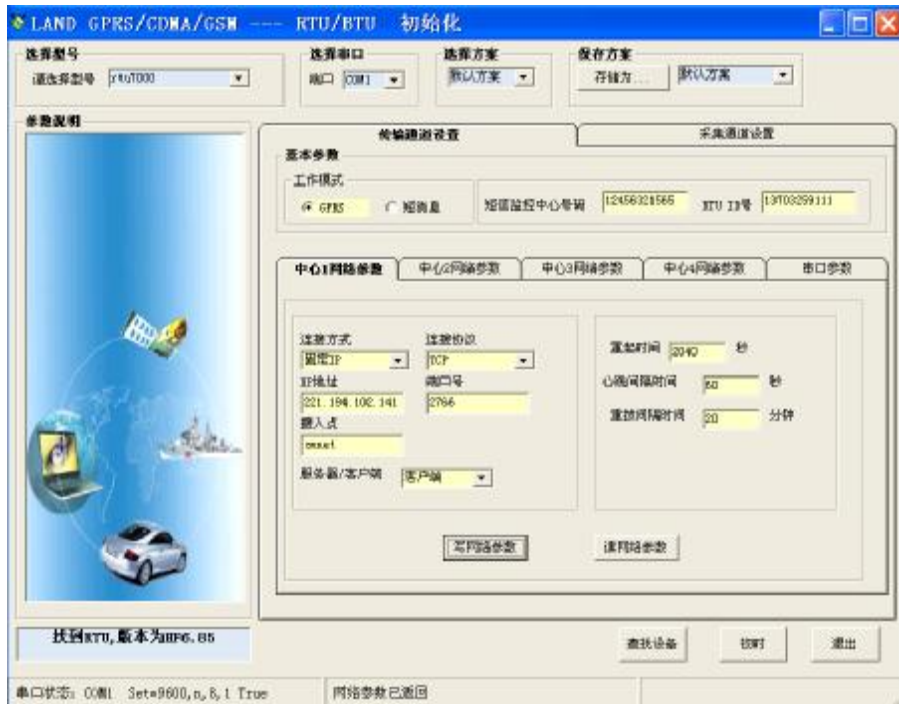 LAND GPRS/CDMA/GSM --- RTU/BTU 初始化
选择型号
请选择型号
选择串口
端口 COM1
选择方案
默认方案
保存方案
存储为... 默认方案
参数说明
传输通道设置
采集通道设置
基本参数
工作模式
GPRS
短消息
短信监控中心号码 12456321565
RTU ID号 13703259111
中心1网络参数
中心2网络参数
中心3网络参数
中心4网络参数
串口参数
连接方式 连接协议
固定IP TCP
IP地址 端口号
221.194.102.141 2766
接入点
cmnet
服务器/客户端 客户端
重起时间 2040 秒
心跳间隔时间 60 秒
重拨间隔时间 20 分钟
写网络参数
读网络参数
找到RTU,版本为
查找设备
校时
退出
串口状态: COM1 Set=9600,n,8,1 True
网络参数已返回